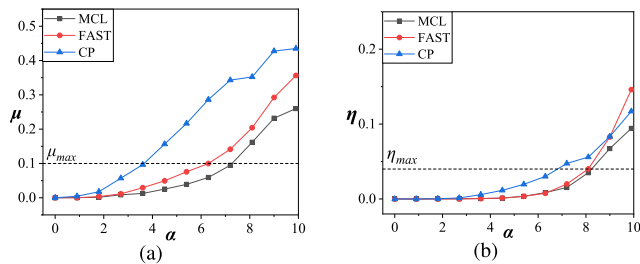 MCL
FAST
CP
0.5
0.4
0.3
0.2
0.1
0.0
μ
μmax
0 2 4 6 8 10
α
(a)
MCL
FAST
CP
0.2
0.1
0.0
η
ηmax
0 2 4 6 8 10
α
(b)